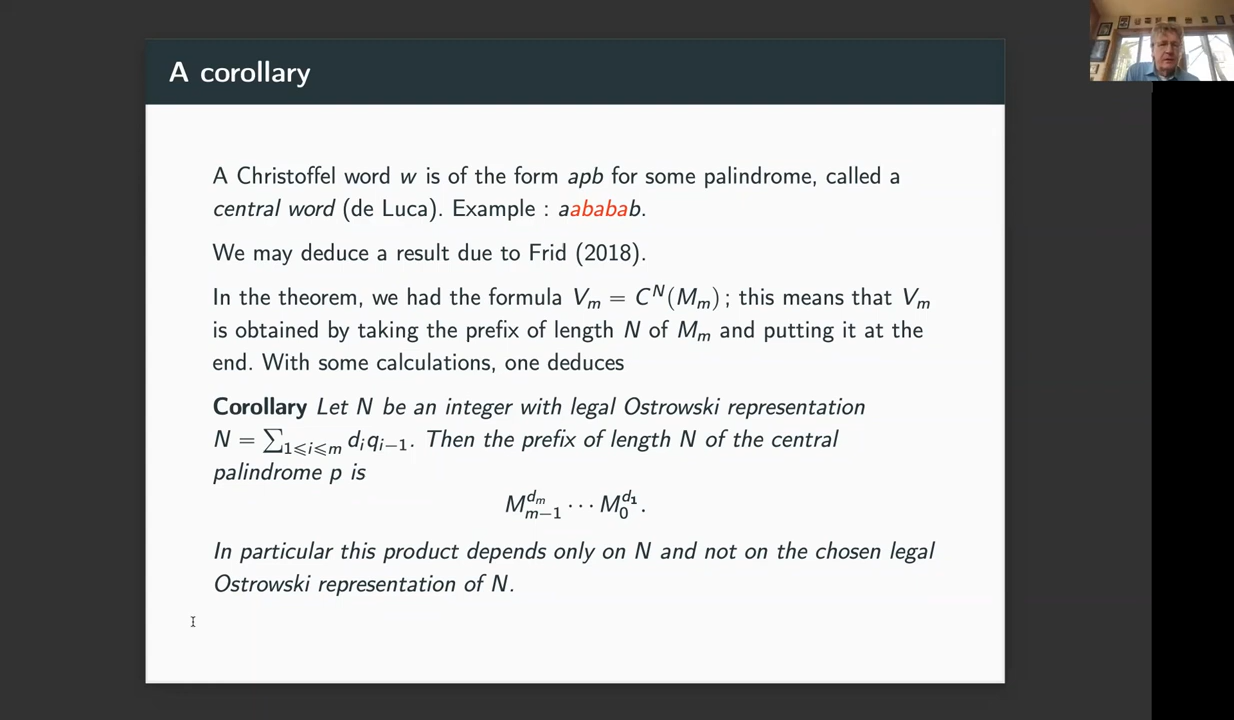 A corollary
A Christoffel word w is of the form apb for some palindrome, called a
central word (de Luca). Example : aababab.
We may deduce a result due to Frid (2018).
In the theorem, we had the formula Vₘ = Cᴺ(Mₘ) ; this means that Vₘ
is obtained by taking the prefix of length N of Mₘ and putting it at the
end. With some calculations, one deduces
Corollary Let N be an integer with legal Ostrowski representation
N = ∑_{1⩽i⩽m} d_i q_{i−1}. Then the prefix of length N of the central
palindrome p is
M_{m−1}^{d_m} ⋯ M_0^{d_1}.
In particular this product depends only on N and not on the chosen legal
Ostrowski representation of N.